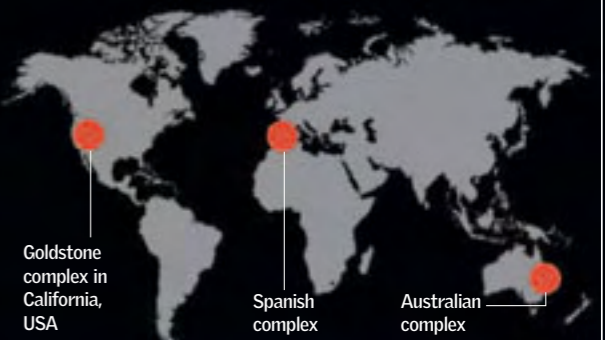 Goldstone
complex in
California,
USA
Spanish
complex
Australian
complex